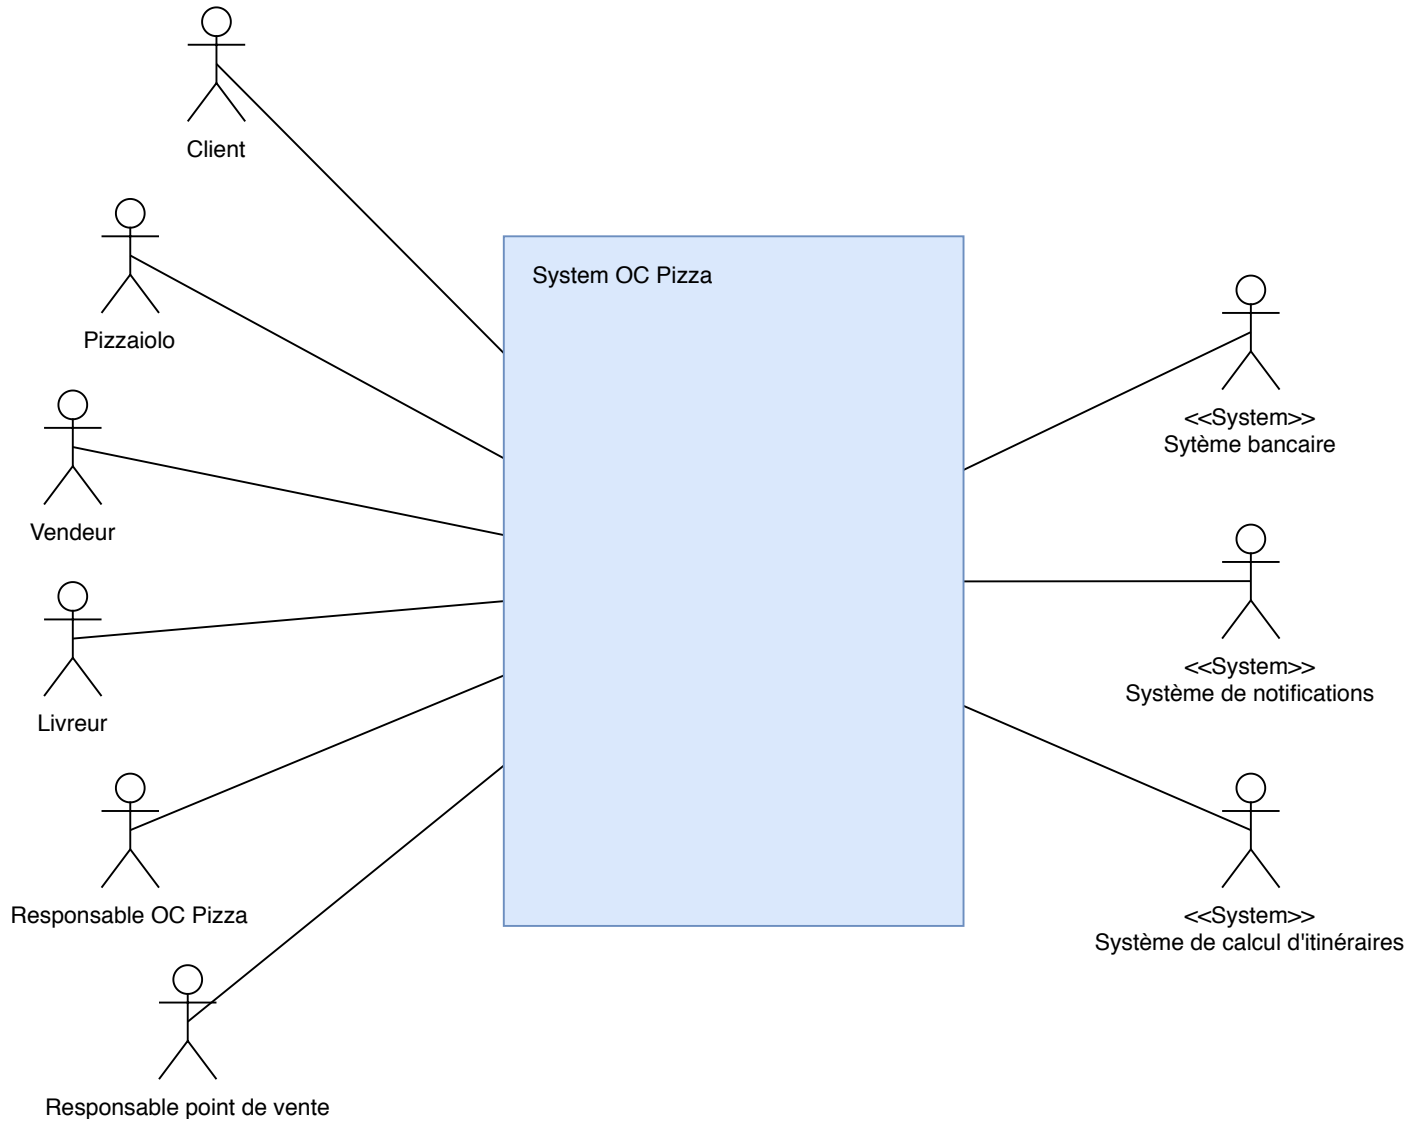 Client
Pizzaiolo
Vendeur
Livreur
Responsable OC Pizza
Responsable point de vente
System OC Pizza
<<System>>
Sytème bancaire
<<System>>
Système de notifications
<<System>>
Système de calcul d'itinéraires